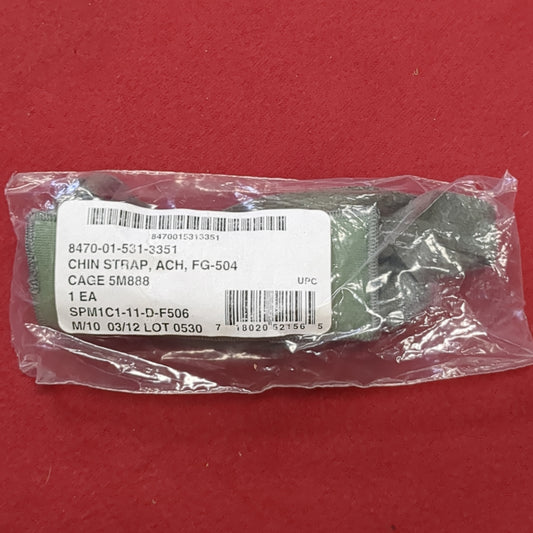 8470015313351
8470-01-531-3351
CHIN STRAP, ACH, FG-504
CAGE 5M888
UPC
1 EA
SPM1C1-11-D-F506
M/10 03/12 LOT 0530
7 18020 52156 5